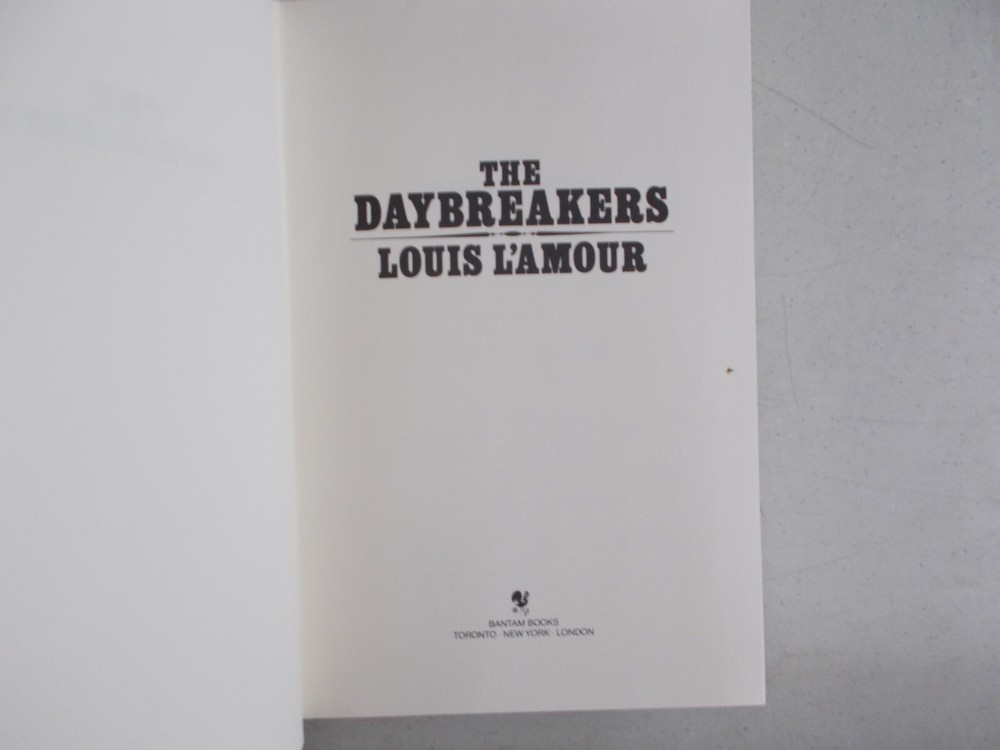 THE
DAYBREAKERS
LOUIS L'AMOUR
BANTAM BOOKS
TORONTO · NEW YORK · LONDON